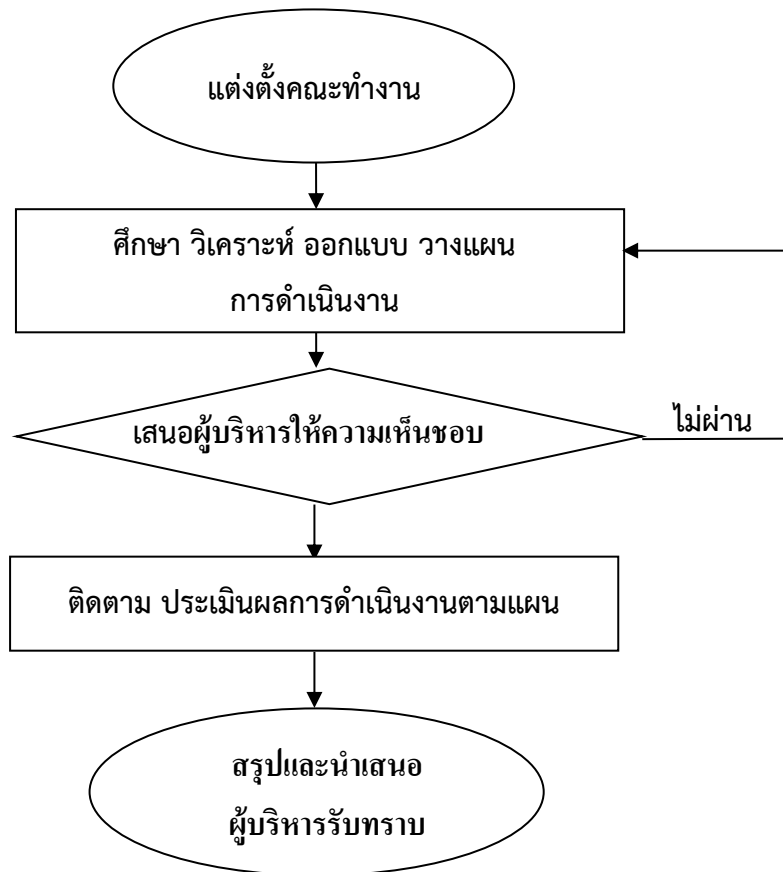 แต่งตั้งคณะทำงาน
ศึกษา วิเคราะห์ ออกแบบ วางแผน
การดำเนินงาน
เสนอผู้บริหารให้ความเห็นชอบ
ไม่ผ่าน
ติดตาม ประเมินผลการดำเนินงานตามแผน
สรุปและนำเสนอ
ผู้บริหารรับทราบ